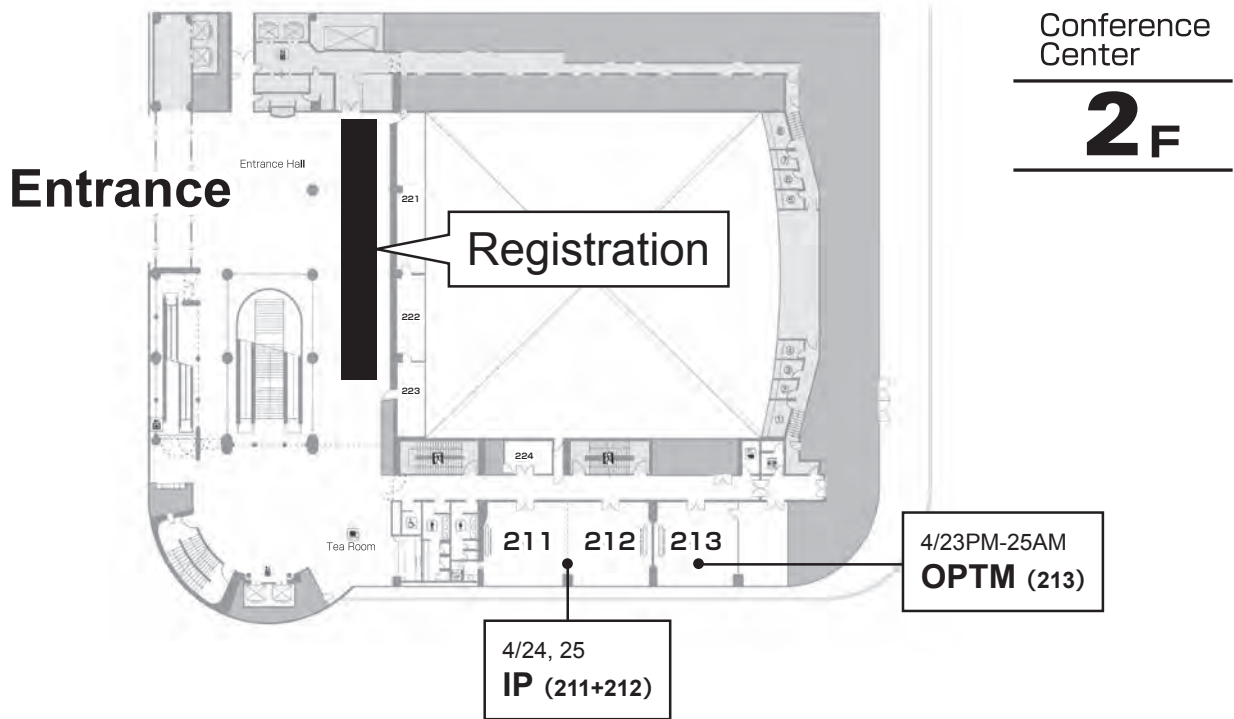 Conference
Center
2F
Entrance Hall
Entrance
221
Registration
222
223
224
Tea Room
211
212
213
4/23PM-25AM
OPTM (213)
4/24, 25
IP (211+212)